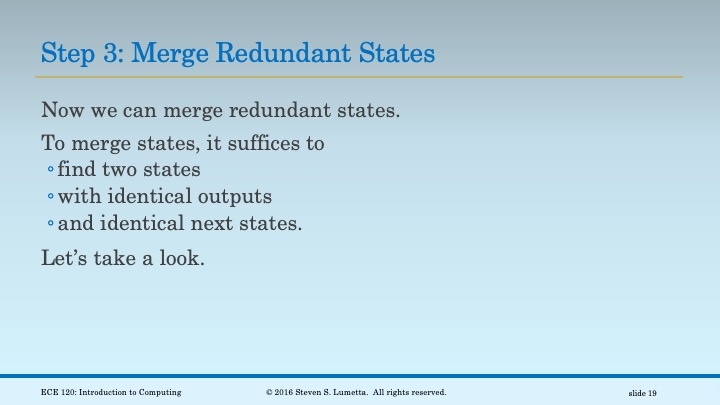 Step 3: Merge Redundant States
Now we can merge redundant states.
To merge states, it suffices to
◦find two states
◦with identical outputs
◦and identical next states.
Let’s take a look.
ECE 120: Introduction to Computing
© 2016 Steven S. Lumetta. All rights reserved.
slide 19